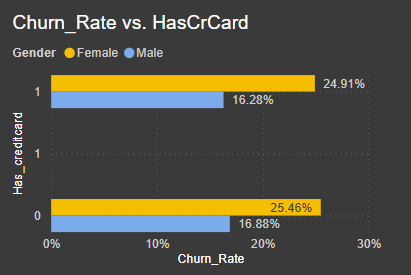 Churn_Rate vs. HasCrCard
Gender Female Male
1
24.91%
16.28%
1
0
25.46%
16.88%
Has_creditcard
0% 10% 20% 30%
Churn_Rate